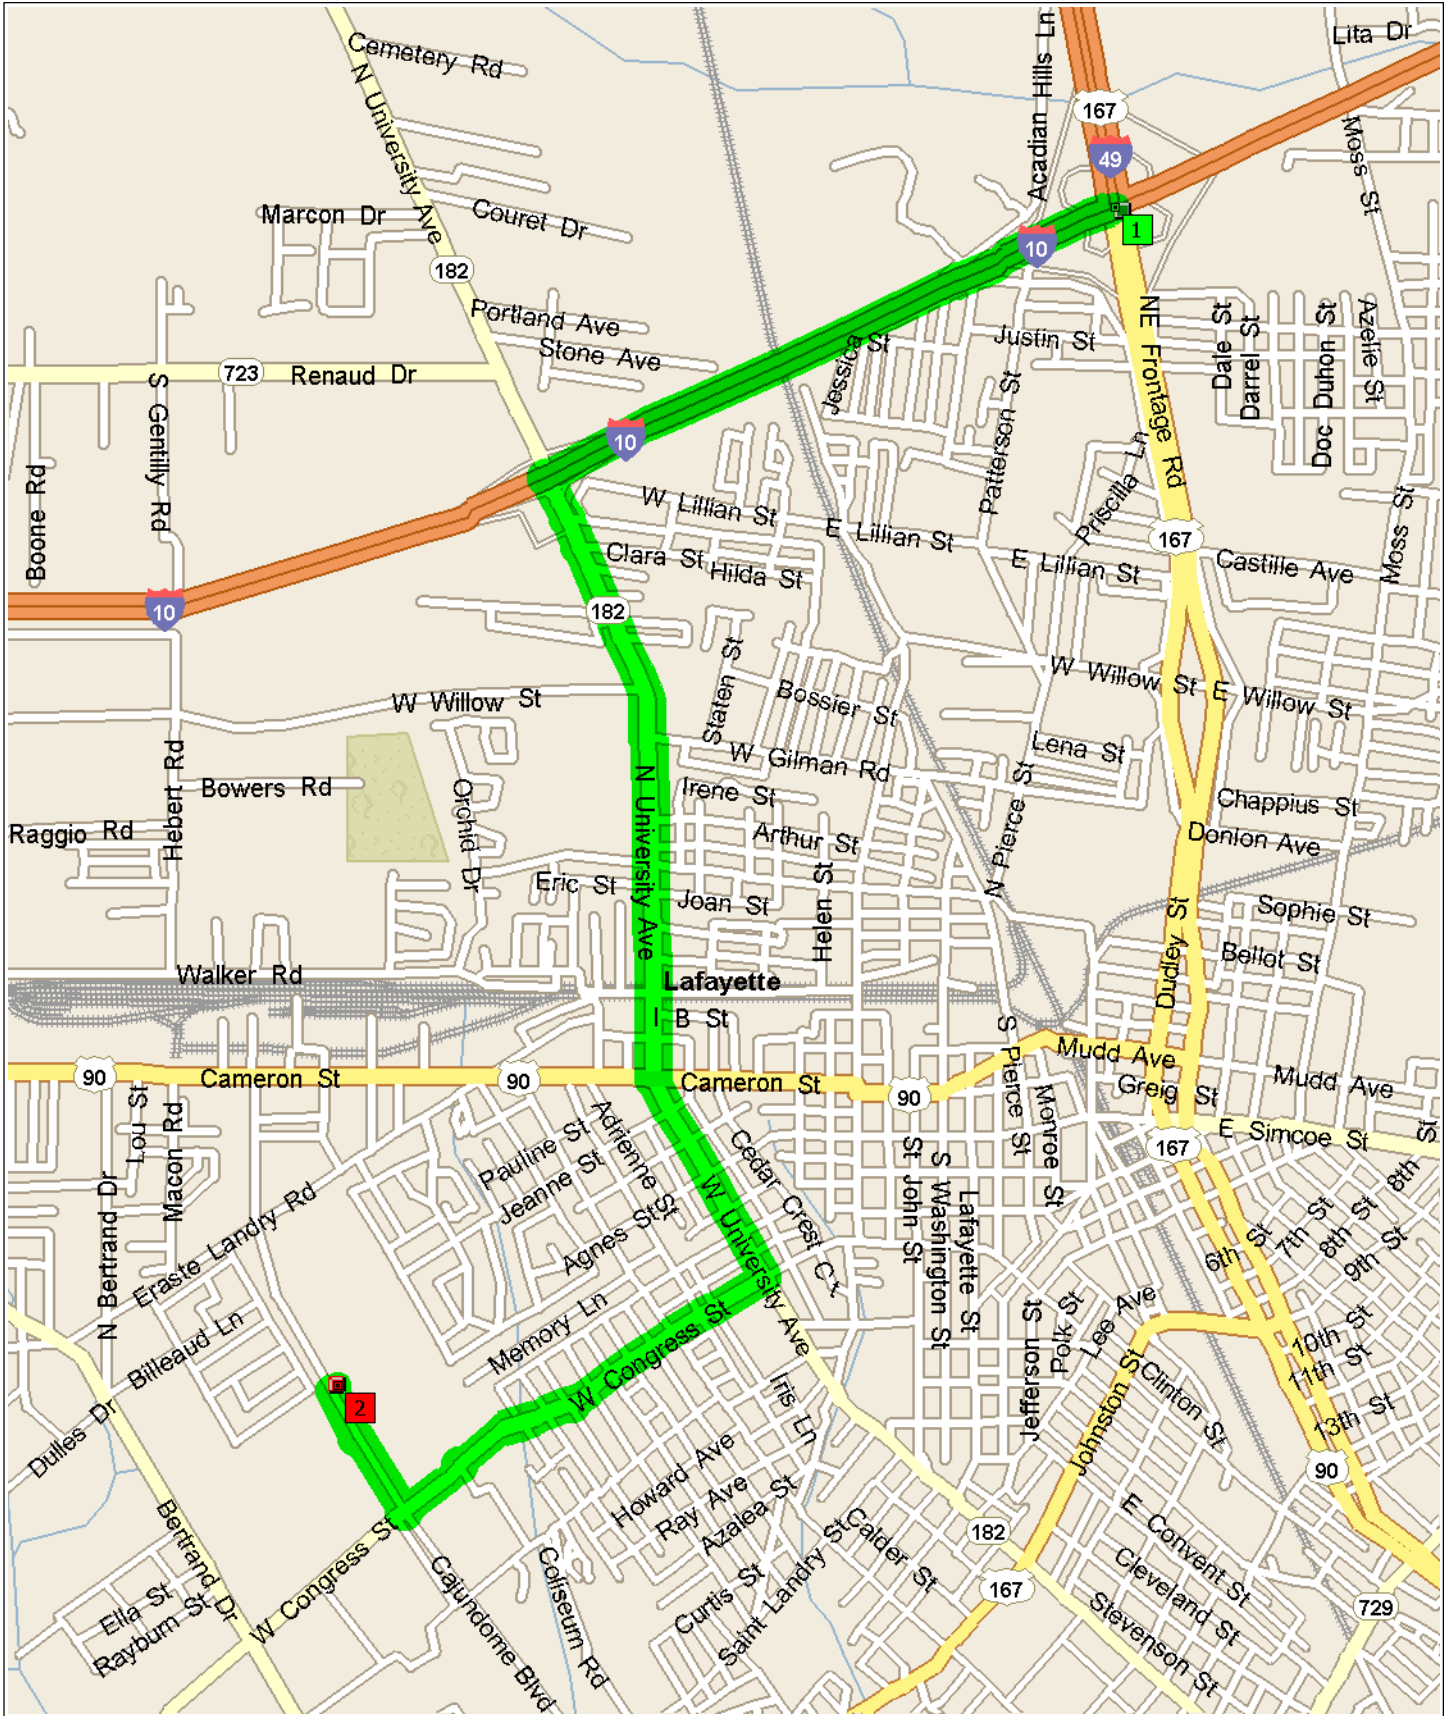 Cemetery Rd
Lita Dr
Acadian Hills Ln
167
N University Ave
Moss St
49
Marcon Dr
Couret Dr
1
10
182
Portland Ave
Stone Ave
NE Frontage Rd
Dale St
Darrel St
Doc Duhon St
Azelie St
Jessica St
Justin St
723
Renaud Dr
S Gentilly Rd
Patterson St
10
Priscilla Ln
Boone Rd
W Lillian St
E Lillian St
Moss St
167
Clara St
Hilda St
E Lillian St
Castille Ave
10
182
Staten St
W Willow St
Bossier St
W Willow St
E Willow St
Lena St
W Gilman Rd
Hebert Rd
Bowers Rd
Orchid Dr
N University Ave
Irene St
N Pierce St
Chappius St
Raggio Rd
Arthur St
Donlon Ave
Eric St
Joan St
Helen St
Dudley St
Sophie St
Bellot St
Walker Rd
Lafayette
I B St
S Pierce St
Mudd Ave
90
Cameron St
90
Cameron St
90
Greig St
Mudd Ave
Lou St
Macon Rd
Adrienne St
Monroe St
E Simcoe St
St
Pauline St
Cedar Crest Ct
St John St
S Washington St
167
Jeanne St
8th
N Bertrand Dr
Eraste Landry Rd
W University Ave
Lafayette St
Agnes St
St
6th St
7th St
8th St
9th St
Billeaud Ln
Memory Ln
W Congress St
Jefferson St
Polk St
Lee Ave
10th St
11th St
2
Iris Ln
Johnston St
Clinton St
13th St
Dulles Dr
Howard Ave
90
Ray Ave
Azalea St
Bertrand Dr
W Congress St
Cajundome Blvd
Coliseum Rd
Calder St
182
E Convent St
Ella St
Rayburn St
Curtis St
Saint Landry St
167
Cleveland St
Stevenson St
729